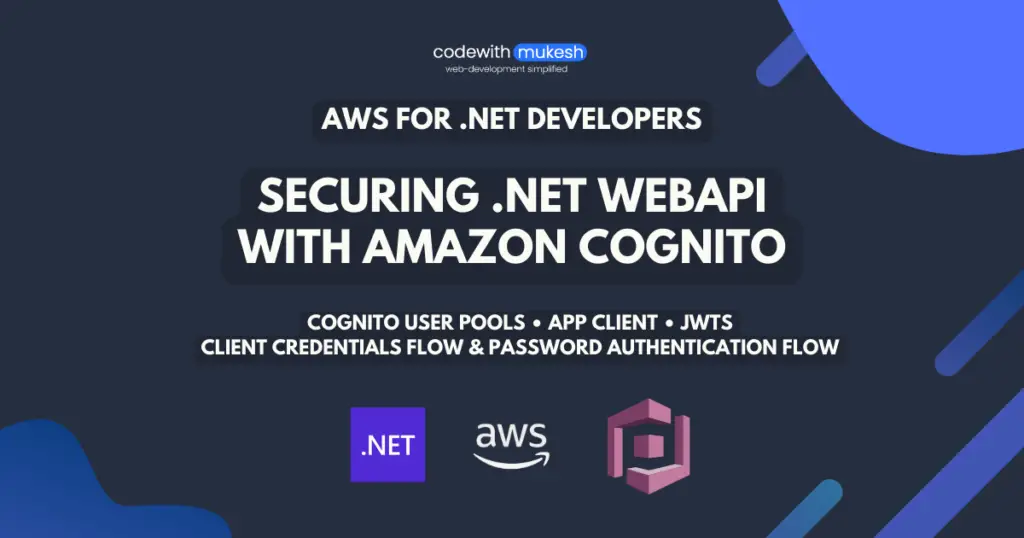 codewith mukesh
web-development simplified
AWS FOR .NET DEVELOPERS
SECURING .NET WEBAPI
WITH AMAZON COGNITO
COGNITO USER POOLS • APP CLIENT • JWTS
CLIENT CREDENTIALS FLOW & PASSWORD AUTHENTICATION FLOW
.NET aws